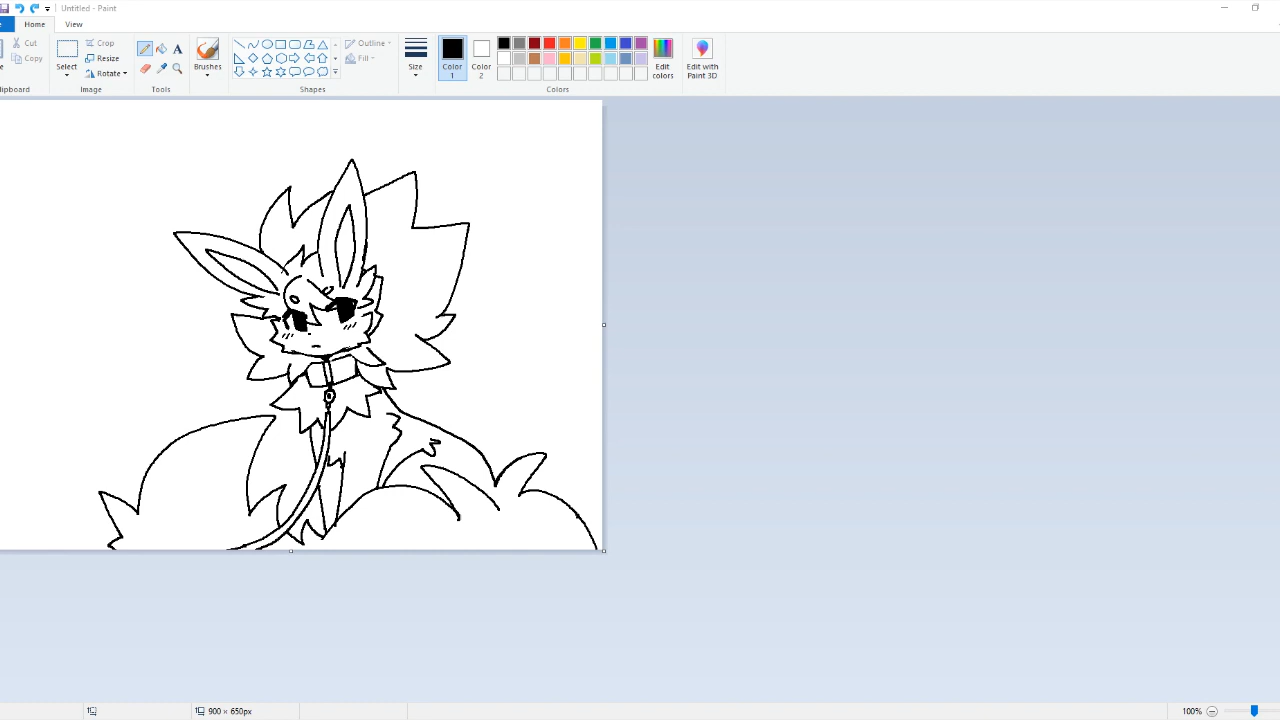 Untitled - Paint
Home View
Cut
Copy
Select
Crop
Resize
Rotate
Brushes
Outline
Fill
Size
Color
1
Color
2
Edit
colors
Edit with
Paint 3D
lipboard
Image
Tools
Shapes
Colors
900 × 650px
100%